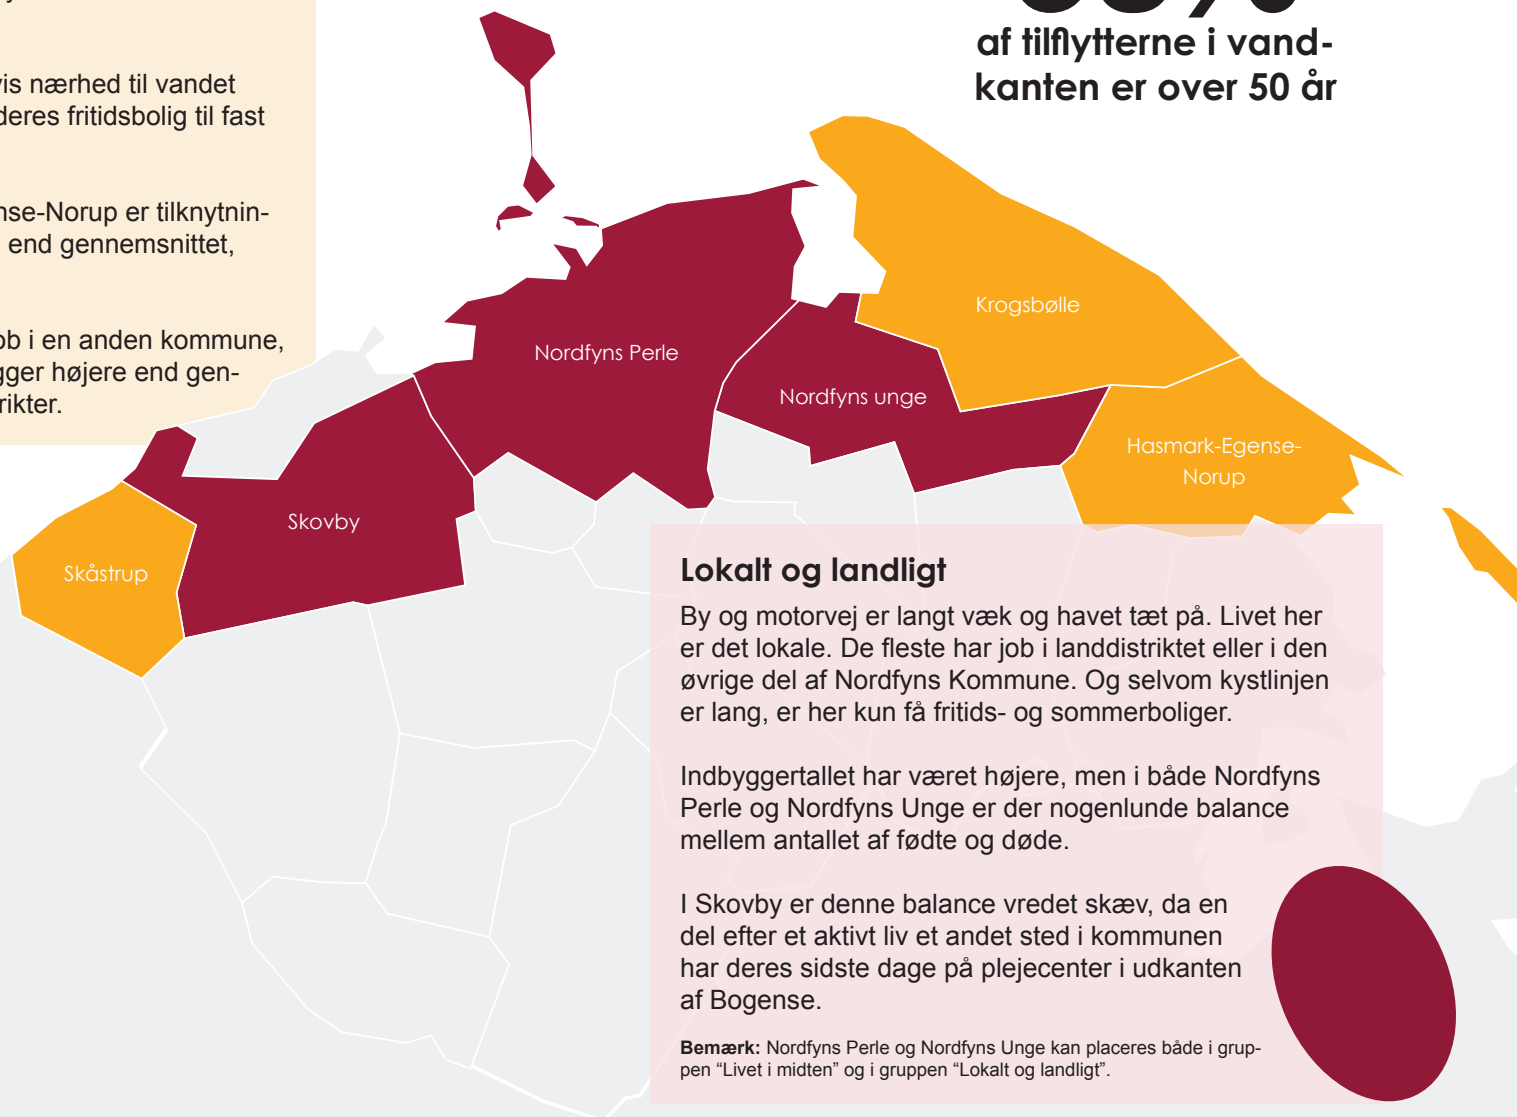 vis nærhed til vandet
deres fritidsbolig til fast
nse-Norup er tilknytnin-
end gennemsnittet,
ob i en anden kommune,
gger højere end gen-
rikter.
af tilflytterne i vand-
kanten er over 50 år
Krogsbølle
Nordfyns Perle
Nordfyns unge
Hasmark-Egense-
Norup
Skovby
Skåstrup
Lokalt og landligt
By og motorvej er langt væk og havet tæt på. Livet her
er det lokale. De fleste har job i landdistriktet eller i den
øvrige del af Nordfyns Kommune. Og selvom kystlinjen
er lang, er her kun få fritids- og sommerboliger.
Indbyggertallet har været højere, men i både Nordfyns
Perle og Nordfyns Unge er der nogenlunde balance
mellem antallet af fødte og døde.
I Skovby er denne balance vredet skæv, da en
del efter et aktivt liv et andet sted i kommunen
har deres sidste dage på plejecenter i udkanten
af Bogense.
Bemærk: Nordfyns Perle og Nordfyns Unge kan placeres både i grup-
pen “Livet i midten” og i gruppen “Lokalt og landligt”.